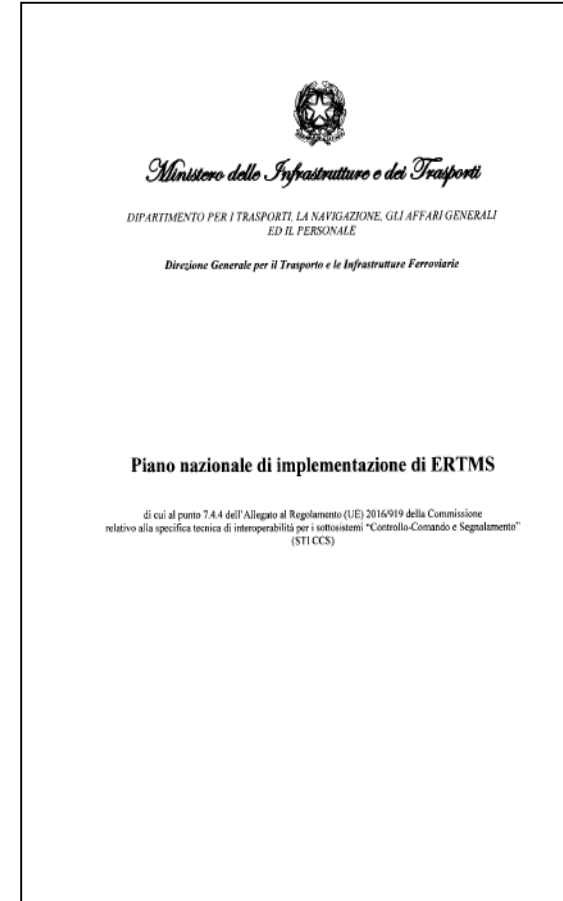 Ministero delle Infrastrutture e dei Trasporti
DIPARTIMENTO PER I TRASPORTI, LA NAVIGAZIONE, GLI AFFARI GENERALI
ED IL PERSONALE
Direzione Generale per il Trasporto e le Infrastrutture Ferroviarie
Piano nazionale di implementazione di ERTMS
di cui al punto 7.4.4 dell'Allegato al Regolamento (UE) 2016/919 della Commissione
relativo alla specifica tecnica di interoperabilità per i sottosistemi “Controllo-Comando e Segnalamento”
(STI CCS)